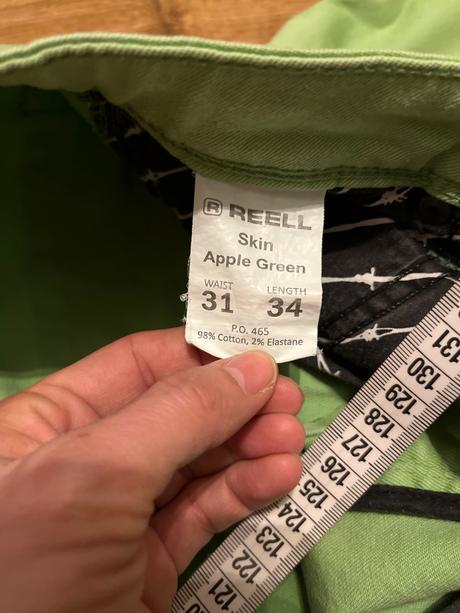 R REELL
Skin
Apple Green
WAIST LENGTH
31 34
P.O. 465
98% Cotton, 2% Elastane
131
130
129
128
127
126
125
124
123
122
121